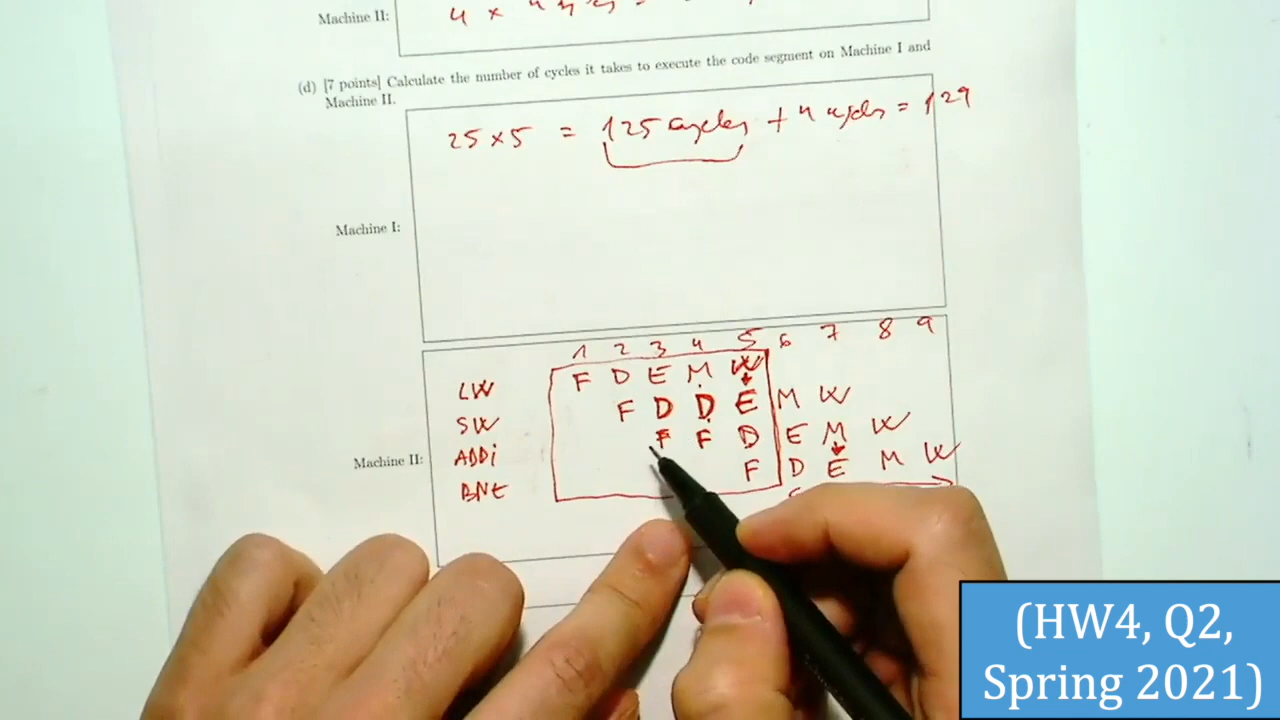 Machine II:
4 ×
(d) [7 points] Calculate the number of cycles it takes to execute the code segment on Machine I and
Machine II.
25 × 5 = 125 cycles + 4 cycles = 129
Machine I:
1 2 3 4 5 6 7 8 9
LW F D E M W
SW F D D E M W
ADDi F F D E M W
Machine II:
BNE F D E M W
(HW4, Q2,
Spring 2021)